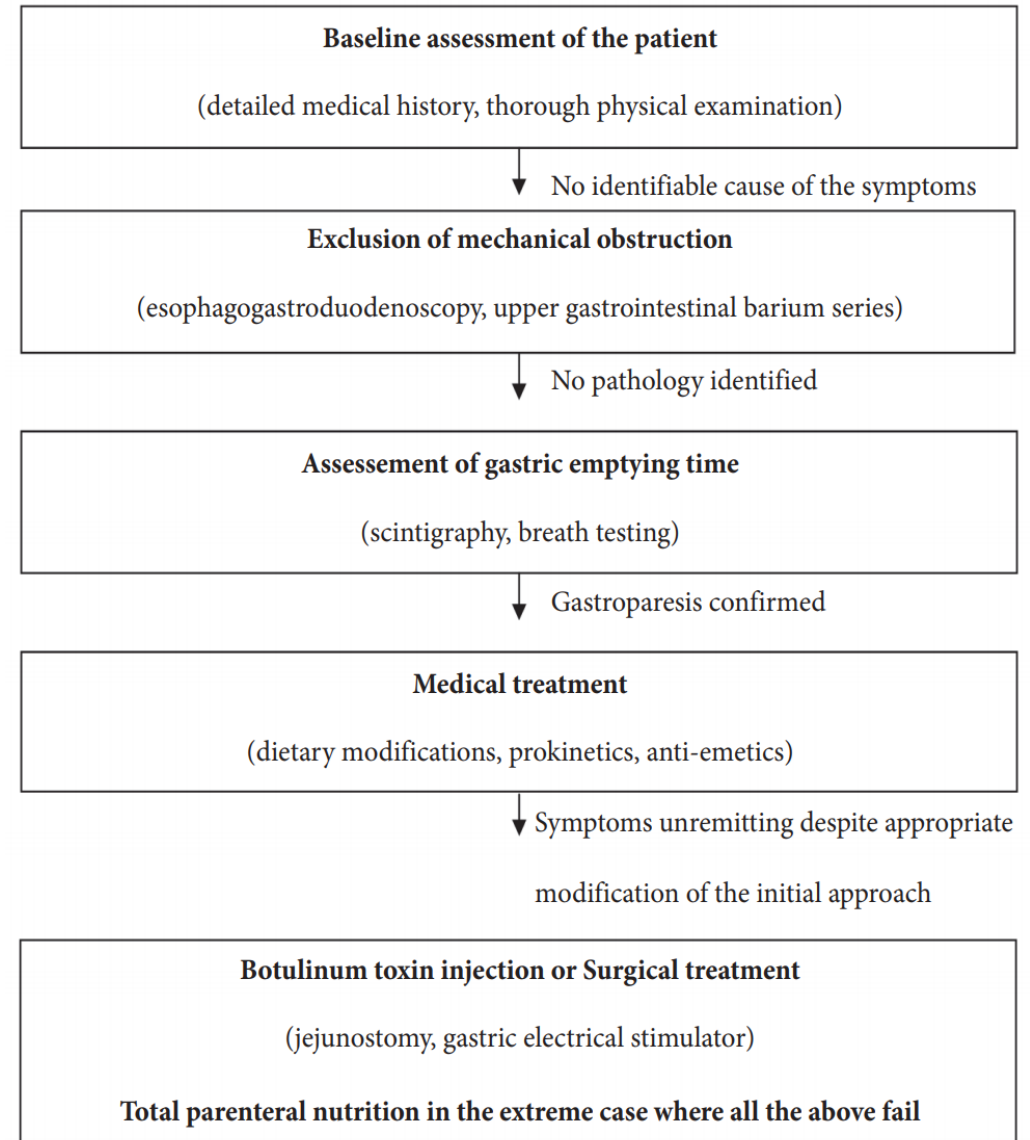 Baseline assessment of the patient
(detailed medical history, thorough physical examination)
No identifiable cause of the symptoms
Exclusion of mechanical obstruction
(esophagogastroduodenoscopy, upper gastrointestinal barium series)
No pathology identified
Assessement of gastric emptying time
(scintigraphy, breath testing)
Gastroparesis confirmed
Medical treatment
(dietary modifications, prokinetics, anti-emetics)
Symptoms unremitting despite appropriate
modification of the initial approach
Botulinum toxin injection or Surgical treatment
(jejunostomy, gastric electrical stimulator)
Total parenteral nutrition in the extreme case where all the above fail